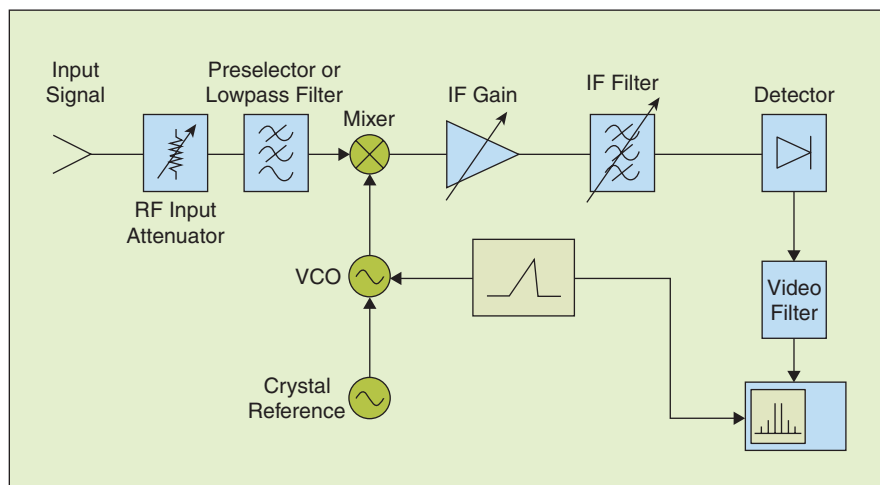 Input
Signal
Preselector or
Lowpass Filter
Mixer
IF Gain
IF Filter
Detector
RF Input
Attenuator
VCO
Video
Filter
Crystal
Reference